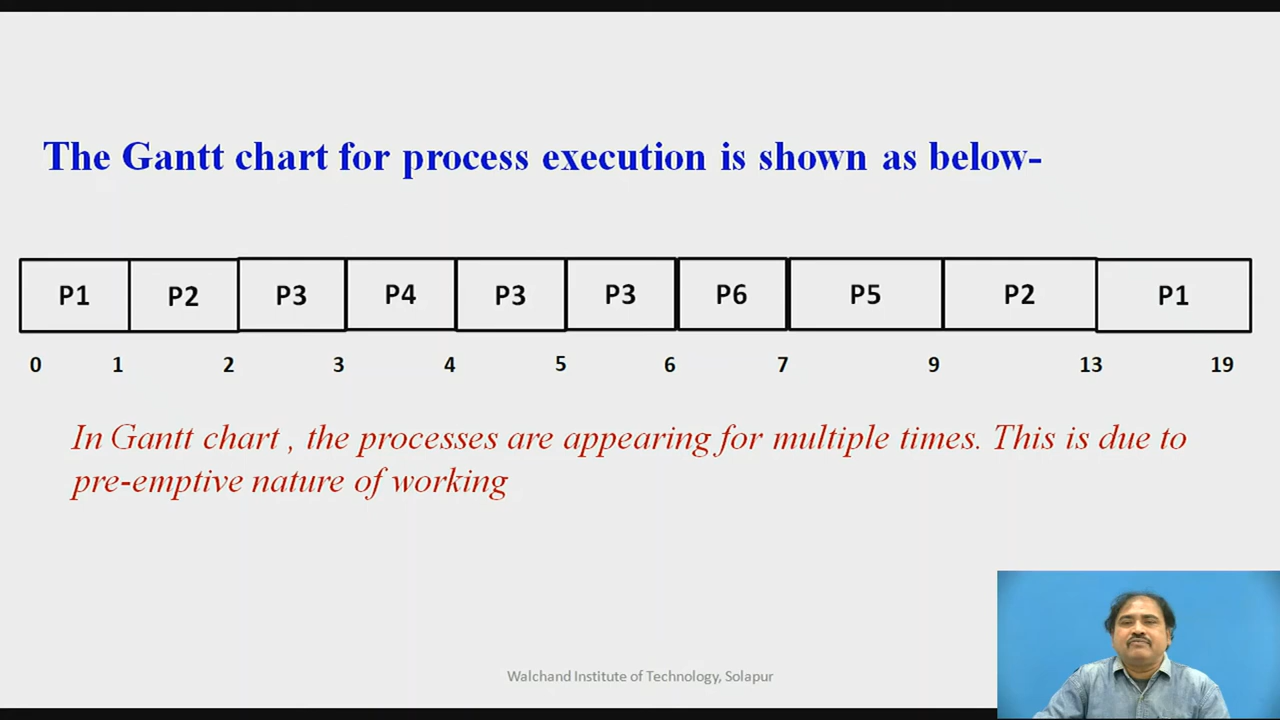 The Gantt chart for process execution is shown as below-
P1 P2 P3 P4 P3 P3 P6 P5 P2 P1
0 1 2 3 4 5 6 7 9 13 19
In Gantt chart , the processes are appearing for multiple times. This is due to
pre-emptive nature of working
Walchand Institute of Technology, Solapur